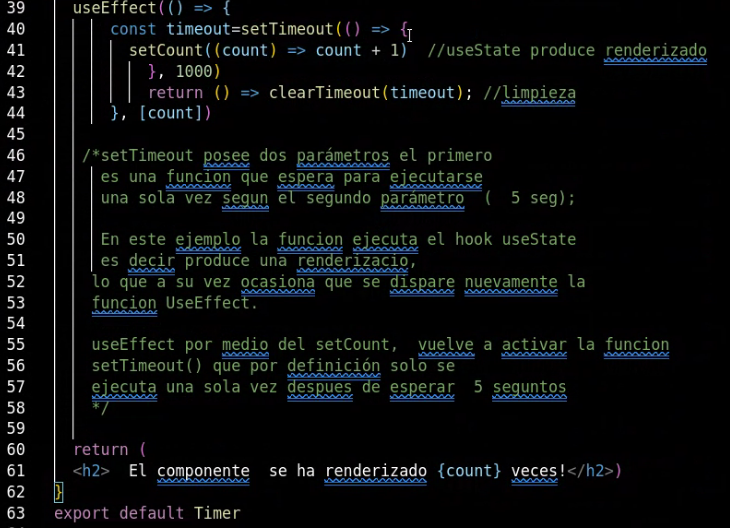 39 useEffect(() => {
40 const timeout=setTimeout(() => {
41 setCount((count) => count + 1) //useState produce renderizado
42 }, 1000)
43 return () => clearTimeout(timeout); //limpieza
44 }, [count])
45
46 /*setTimeout posee dos parámetros el primero
47 es una funcion que espera para ejecutarse
48 una sola vez segun el segundo parámetro ( 5 seg);
49
50 En este ejemplo la funcion ejecuta el hook useState
51 es decir produce una renderizacio,
52 lo que a su vez ocasiona que se dispare nuevamente la
53 funcion UseEffect.
54
55 useEffect por medio del setCount, vuelve a activar la funcion
56 setTimeout() que por definición solo se
57 ejecuta una sola vez despues de esperar 5 seguntos
58 */
59
60 return (
61 <h2> El componente se ha renderizado {count} veces!</h2>)
62 }
63 export default Timer